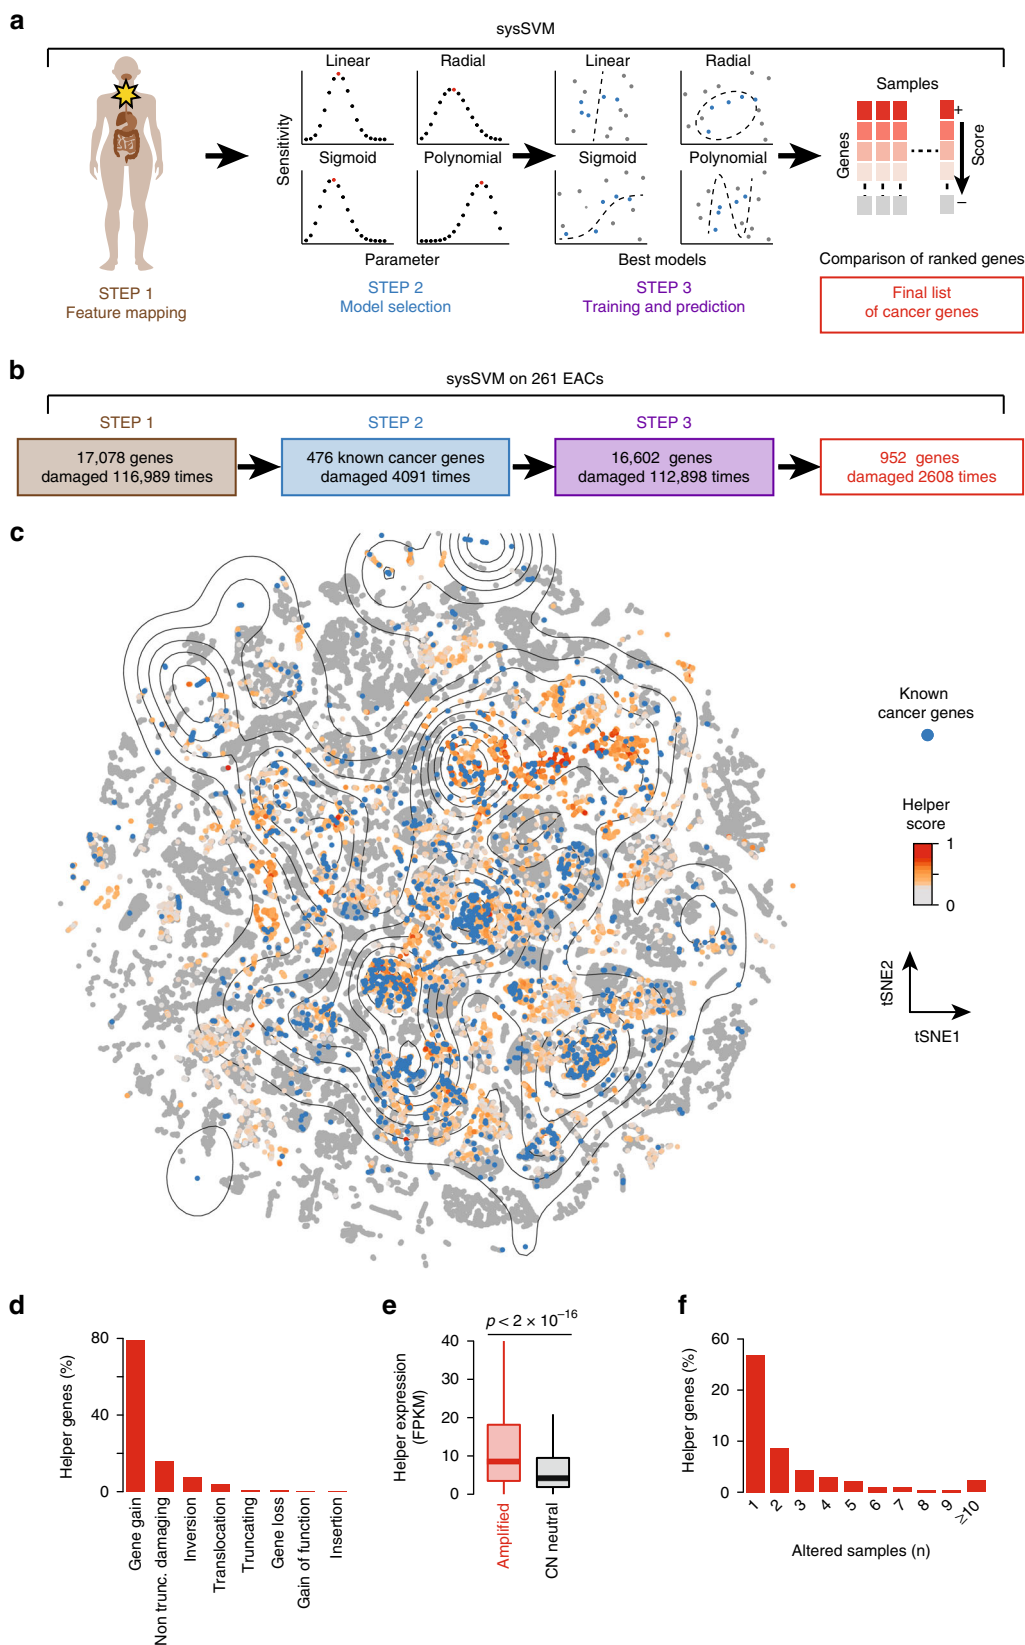 a
sysSVM
Linear
Radial
Sigmoid
Polynomial
Sensitivity
Parameter
Linear
Radial
Sigmoid
Polynomial
Best models
Samples
Genes
+
Score
–
Comparison of ranked genes
STEP 1
Feature mapping
STEP 2
Model selection
STEP 3
Training and prediction
Final list
of cancer genes
b
sysSVM on 261 EACs
STEP 1
STEP 2
STEP 3
17,078 genes
damaged 116,989 times
476 known cancer genes
damaged 4091 times
16,602 genes
damaged 112,898 times
952 genes
damaged 2608 times
c
Known
cancer genes
Helper
score
1
0
tSNE2
tSNE1
d
Helper genes (%)
80
40
0
Gene gain
Non trunc. damaging
Inversion
Translocation
Truncating
Gene loss
Gain of function
Insertion
e
p < 2 × 10⁻¹⁶
Helper expression
(FPKM)
40
30
20
10
0
Amplified
CN neutral
f
Helper genes (%)
60
20
10
0
1
2
3
4
5
6
7
8
9
≥10
Altered samples (n)